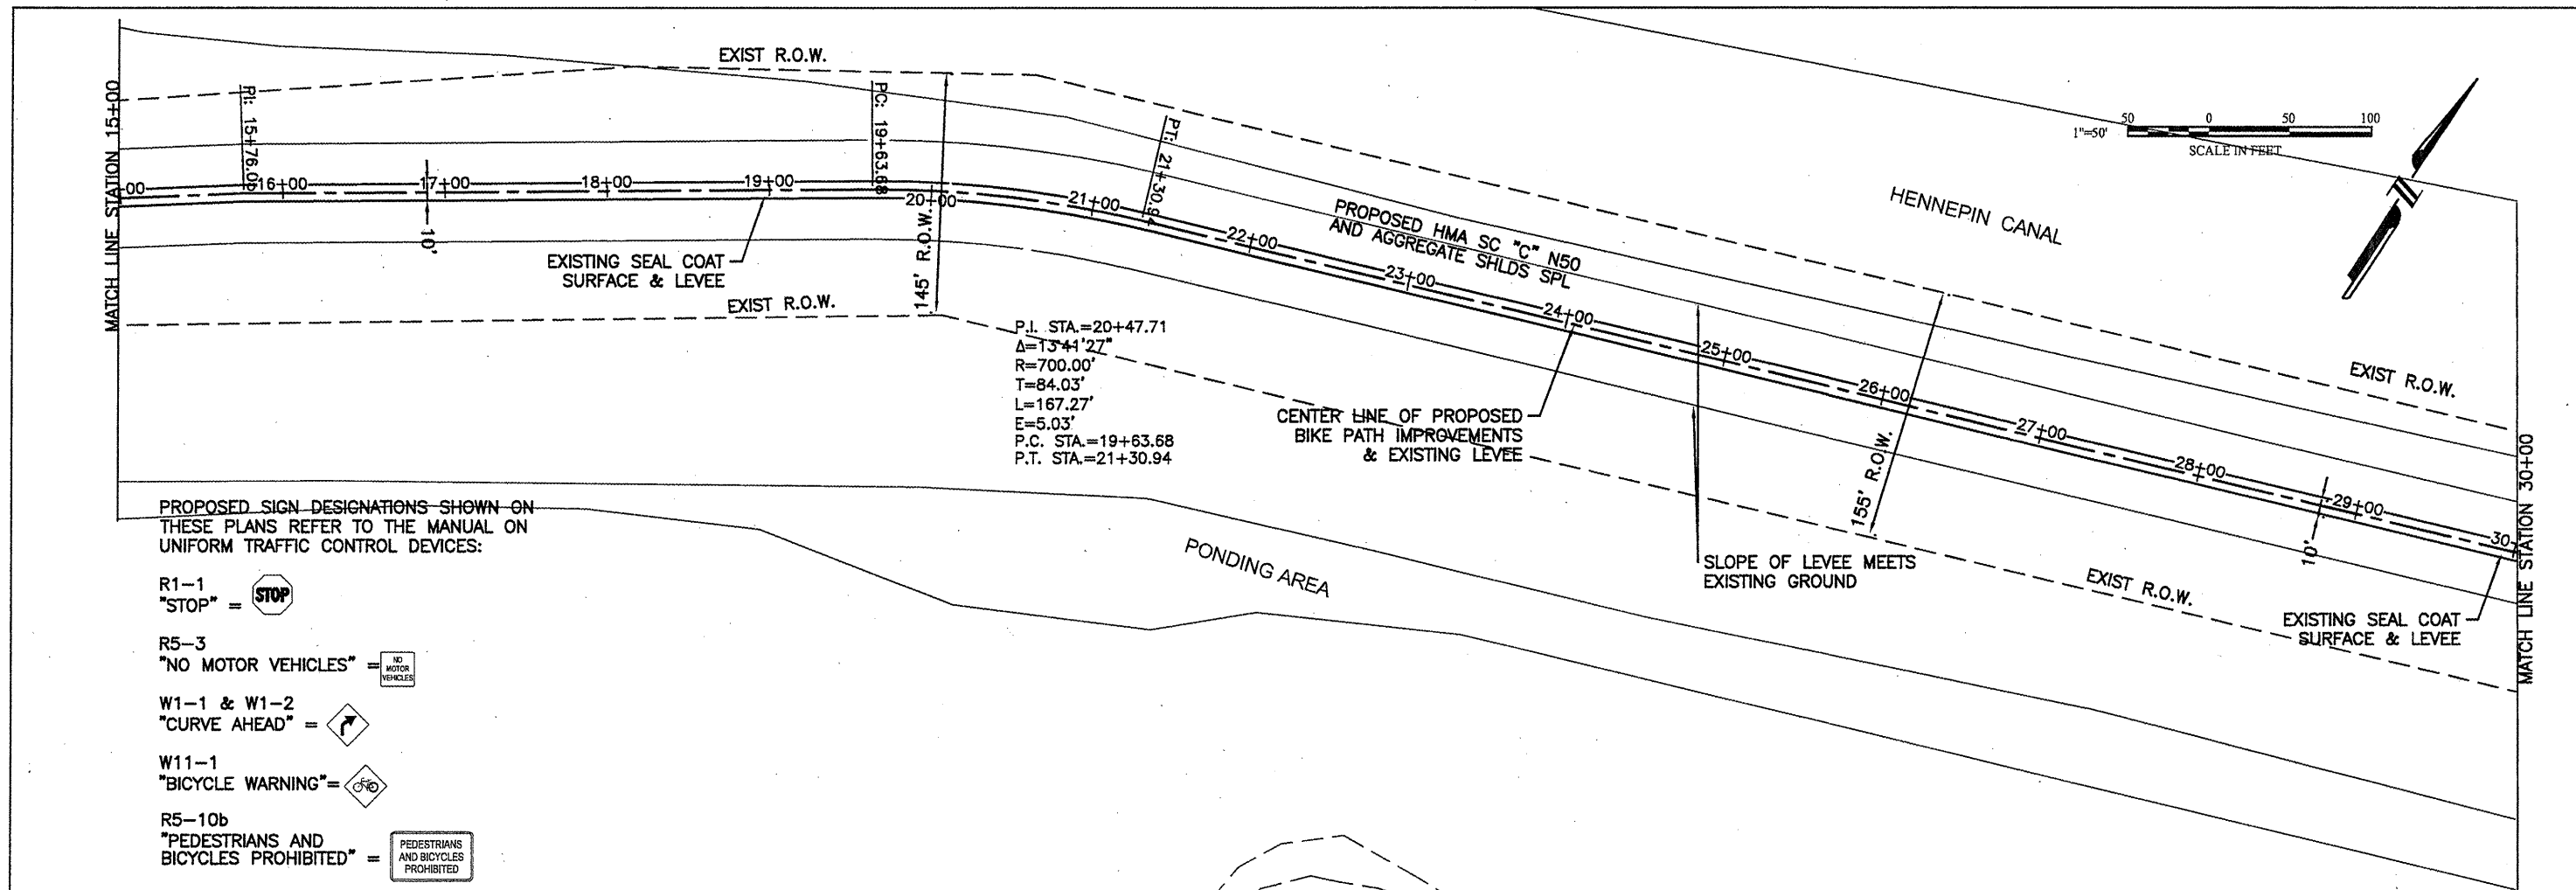 EXIST R.O.W.
MATCH LINE STATION 15+00
PI: 15+76.0
PC: 19+63.68
PT: 21+30.94
00
16+00
17+00
18+00
19+00
20+00
21+00
22+00
23+00
24+00
25+00
26+00
27+00
28+00
29+00
30
10'
EXISTING SEAL COAT
SURFACE & LEVEE
EXIST R.O.W.
145' R.O.W.
P.I. STA.=20+47.71
Δ=13°41'27"
R=700.00'
T=84.03'
L=167.27'
E=5.03'
P.C. STA.=19+63.68
P.T. STA.=21+30.94
PROPOSED HMA SC "C" N50
AND AGGREGATE SHLDS SPL
HENNEPIN CANAL
50 0 50 100
1"=50'
SCALE IN FEET
CENTER LINE OF PROPOSED
BIKE PATH IMPROVEMENTS
& EXISTING LEVEE
155' R.O.W.
SLOPE OF LEVEE MEETS
EXISTING GROUND
EXIST R.O.W.
EXIST R.O.W.
10'
EXISTING SEAL COAT
SURFACE & LEVEE
MATCH LINE STATION 30+00
PONDING AREA
PROPOSED SIGN DESIGNATIONS SHOWN ON
THESE PLANS REFER TO THE MANUAL ON
UNIFORM TRAFFIC CONTROL DEVICES:
R1-1
"STOP" = STOP
R5-3
"NO MOTOR VEHICLES" =
NO
MOTOR
VEHICLES
W1-1 & W1-2
"CURVE AHEAD" =
W11-1
"BICYCLE WARNING"=
R5-10b
"PEDESTRIANS AND
BICYCLES PROHIBITED" =
PEDESTRIANS
AND BICYCLES
PROHIBITED